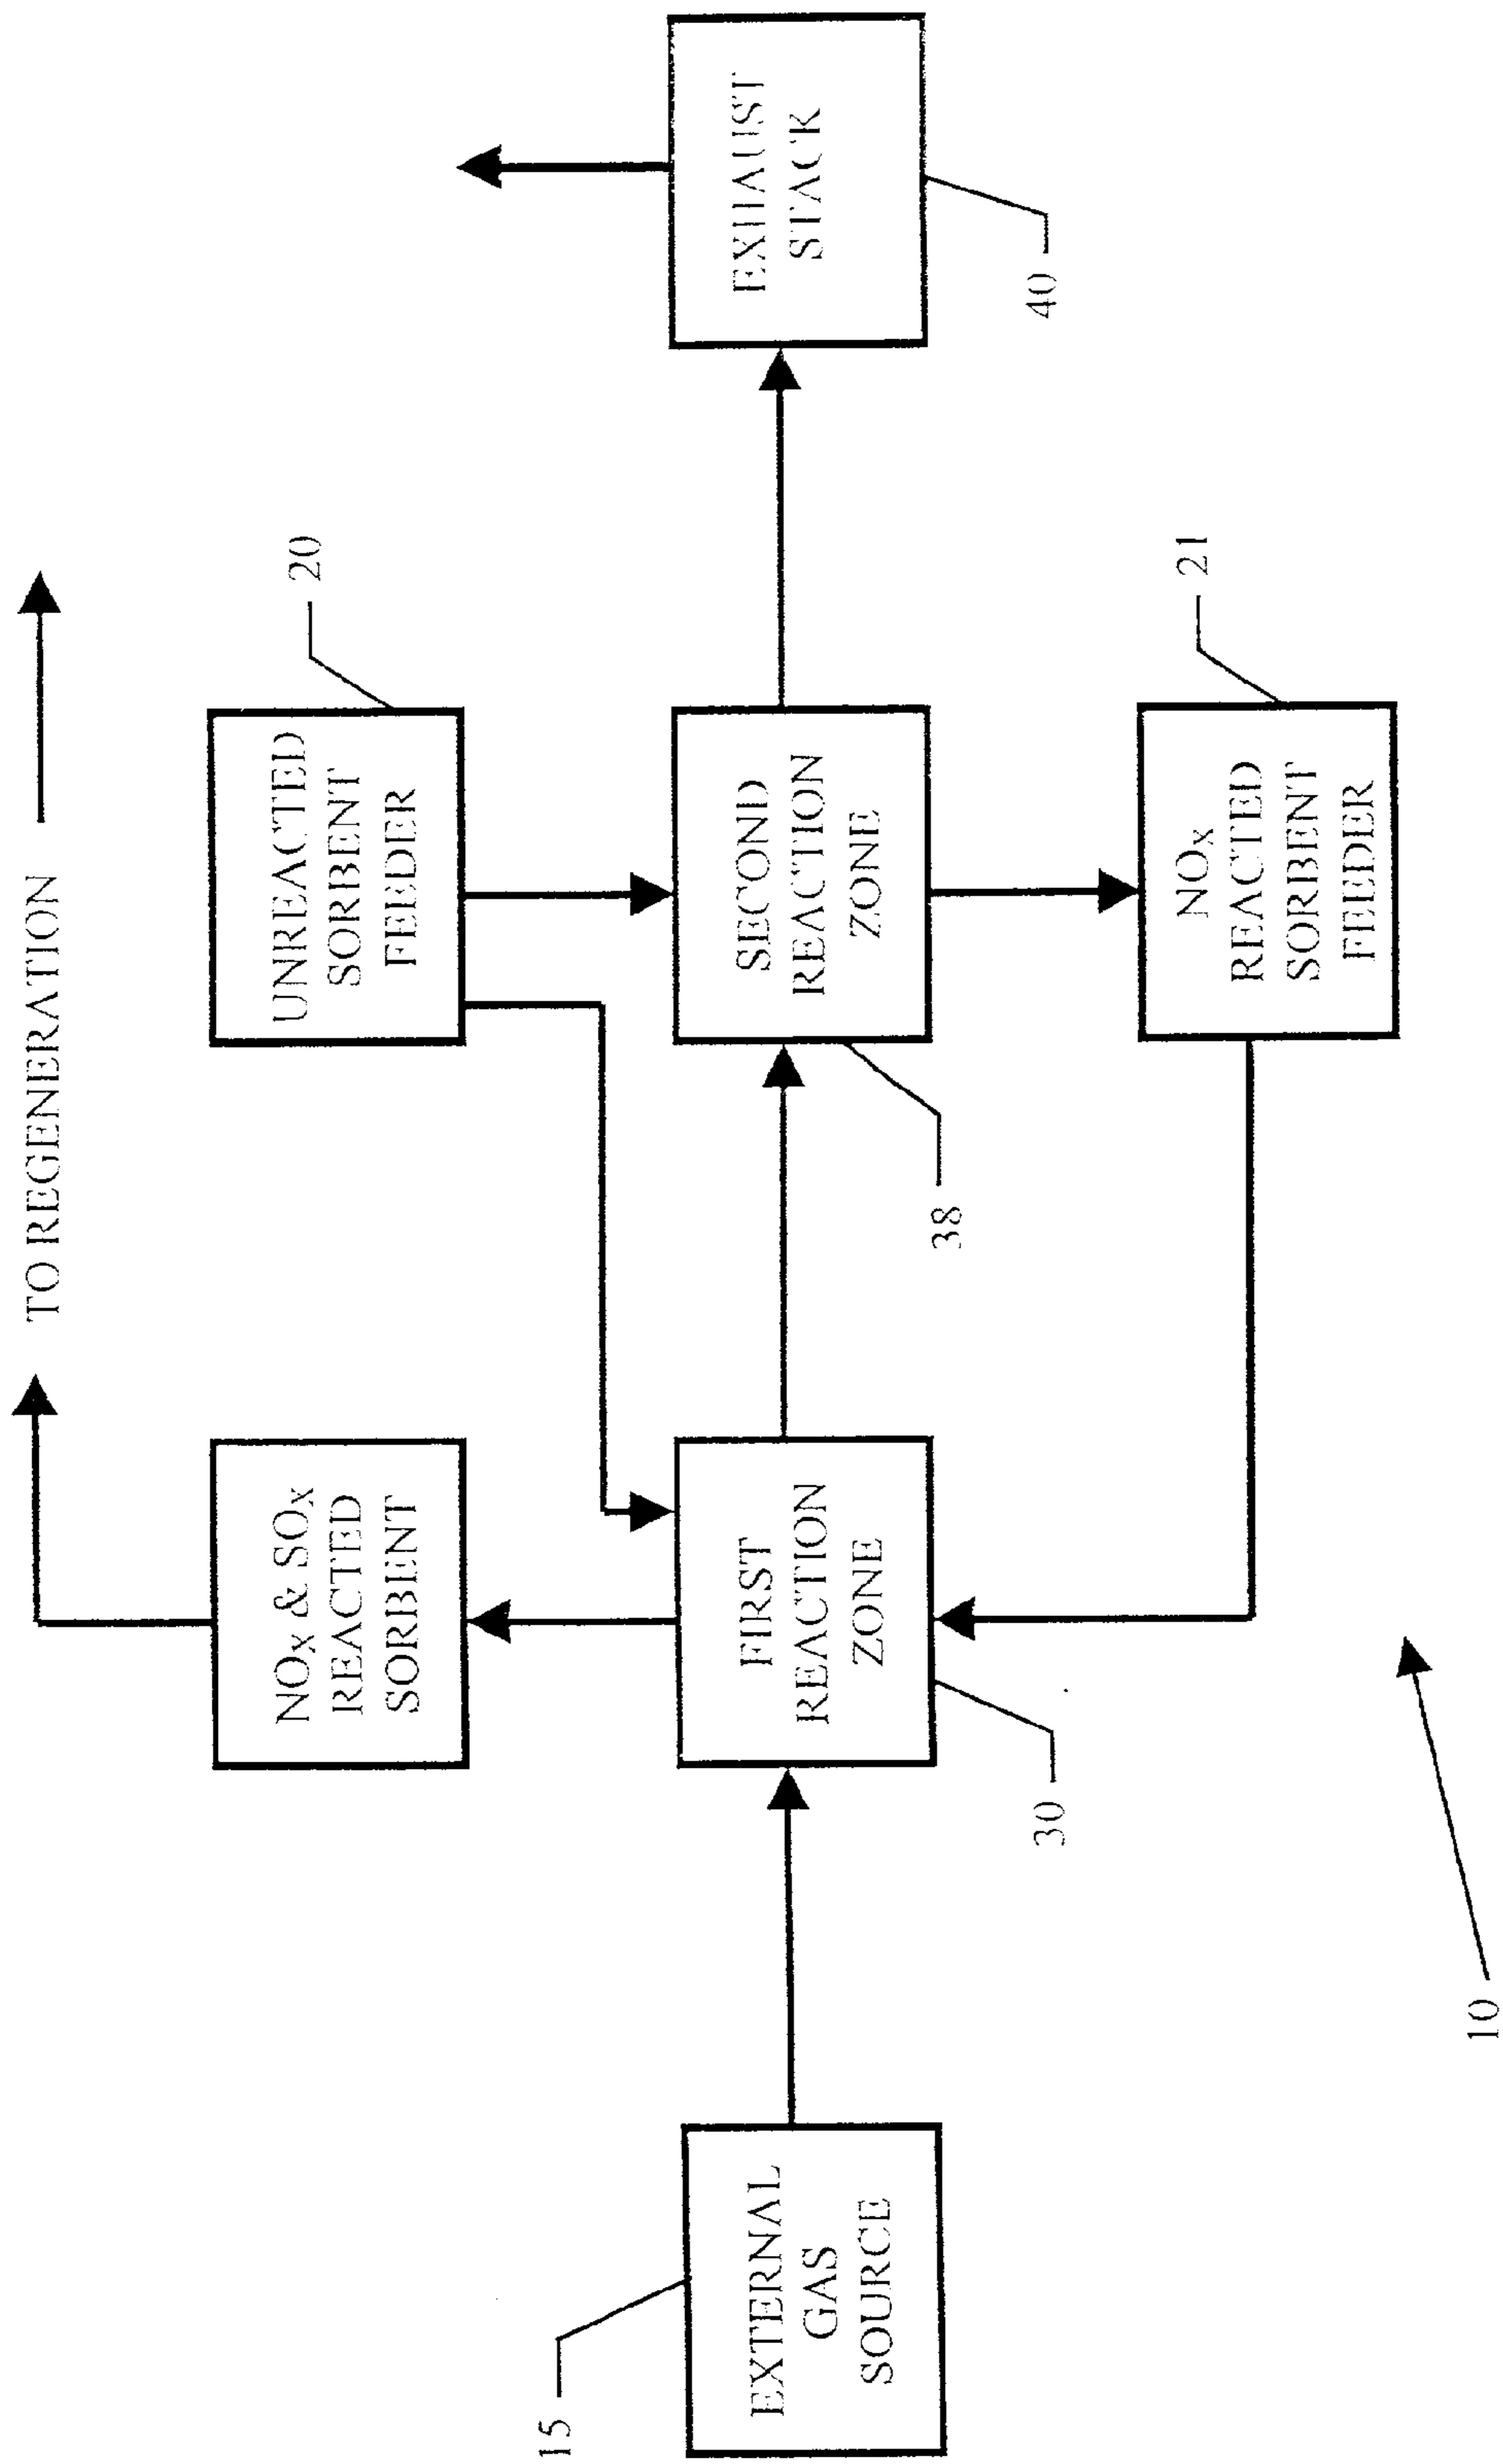 TO REGENERATION
NOX & SOX
REACTED
SORBENT
UNREACTED
SORBENT
FEEDER
20
EXTERNAL
GAS
SOURCE
15
FIRST
REACTION
ZONE
30
SECOND
REACTION
ZONE
38
EXHAUST
STACK
40
NOX
REACTED
SORBENT
FEEDER
21
10